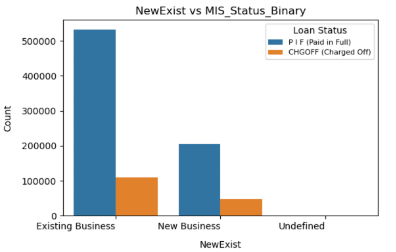 NewExist vs MIS_Status_Binary
Loan Status
P I F (Paid in Full)
CHGOFF (Charged Off)
500000
400000
300000
200000
100000
0
Count
Existing Business
New Business
Undefined
NewExist